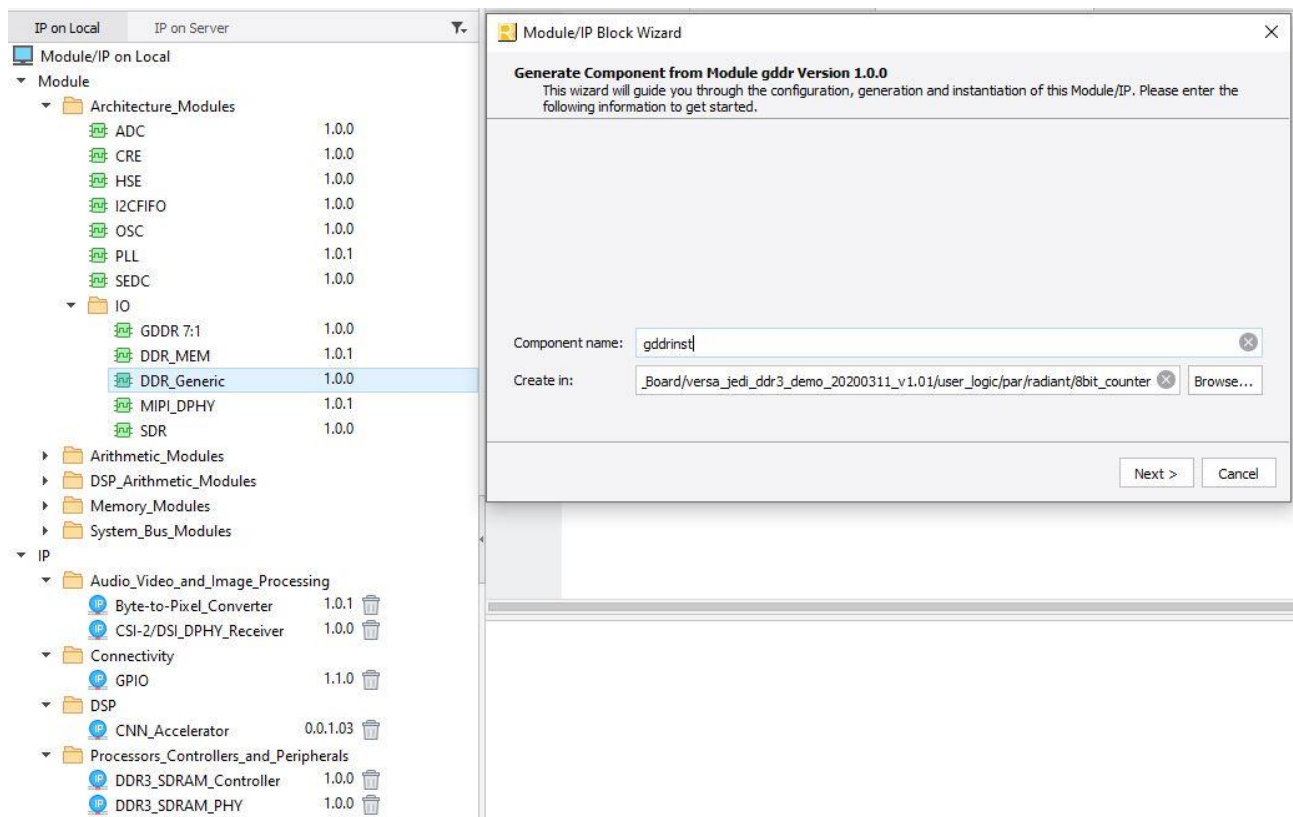 IP on Local IP on Server
Module/IP on Local
Module
Architecture_Modules
ADC 1.0.0
CRE 1.0.0
HSE 1.0.0
I2CFIFO 1.0.0
OSC 1.0.0
PLL 1.0.1
SEDC 1.0.0
IO
GDDR 7:1 1.0.0
DDR_MEM 1.0.1
DDR_Generic 1.0.0
MIPI_DPHY 1.0.1
SDR 1.0.0
Arithmetic_Modules
DSP_Arithmetic_Modules
Memory_Modules
System_Bus_Modules
IP
Audio_Video_and_Image_Processing
IP Byte-to-Pixel_Converter 1.0.1
IP CSI-2/DSI_DPHY_Receiver 1.0.0
Connectivity
IP GPIO 1.1.0
DSP
IP CNN_Accelerator 0.0.1.03
Processors_Controllers_and_Peripherals
IP DDR3_SDRAM_Controller 1.0.0
IP DDR3_SDRAM_PHY 1.0.0
Module/IP Block Wizard
Generate Component from Module gddr Version 1.0.0
This wizard will guide you through the configuration, generation and instantiation of this Module/IP. Please enter the
following information to get started.
Component name: gddrinst
Create in: _Board/versa_jedi_ddr3_demo_20200311_v1.01/user_logic/par/radiant/8bit_counter Browse...
Next > Cancel